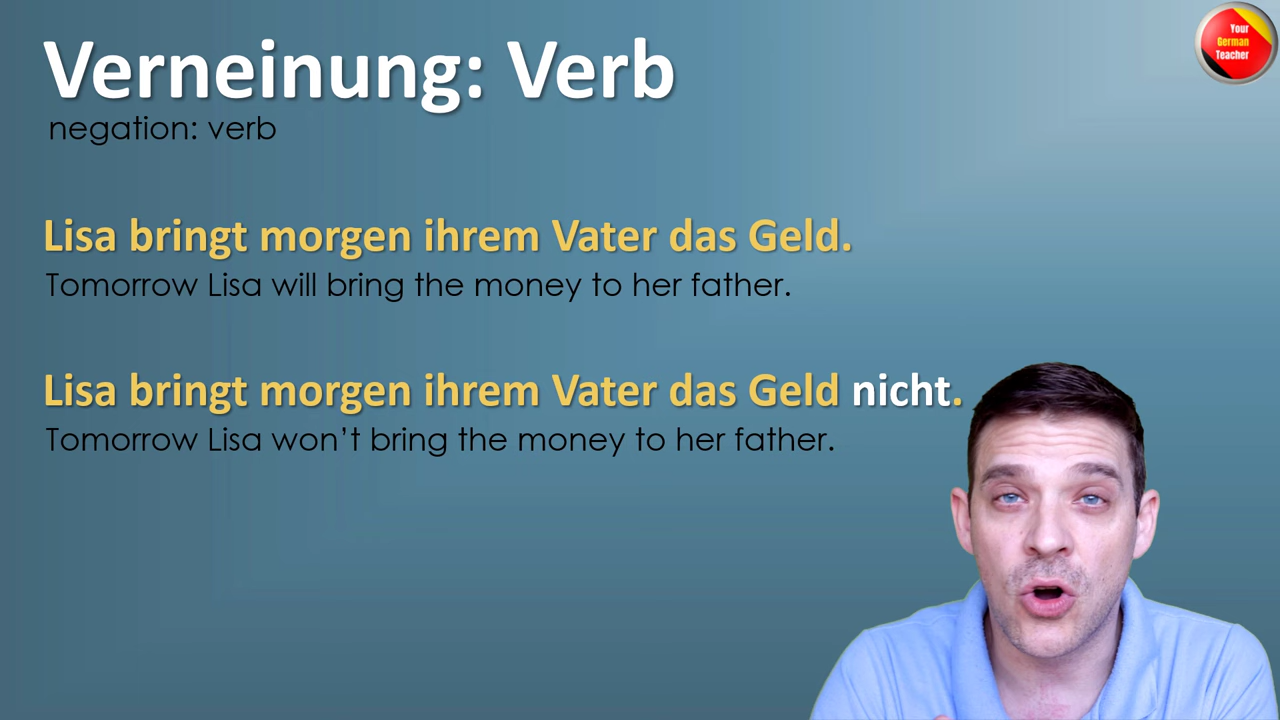 Verneinung: Verb
negation: verb
Your
German
Teacher
Lisa bringt morgen ihrem Vater das Geld.
Tomorrow Lisa will bring the money to her father.
Lisa bringt morgen ihrem Vater das Geld nicht.
Tomorrow Lisa won’t bring the money to her father.